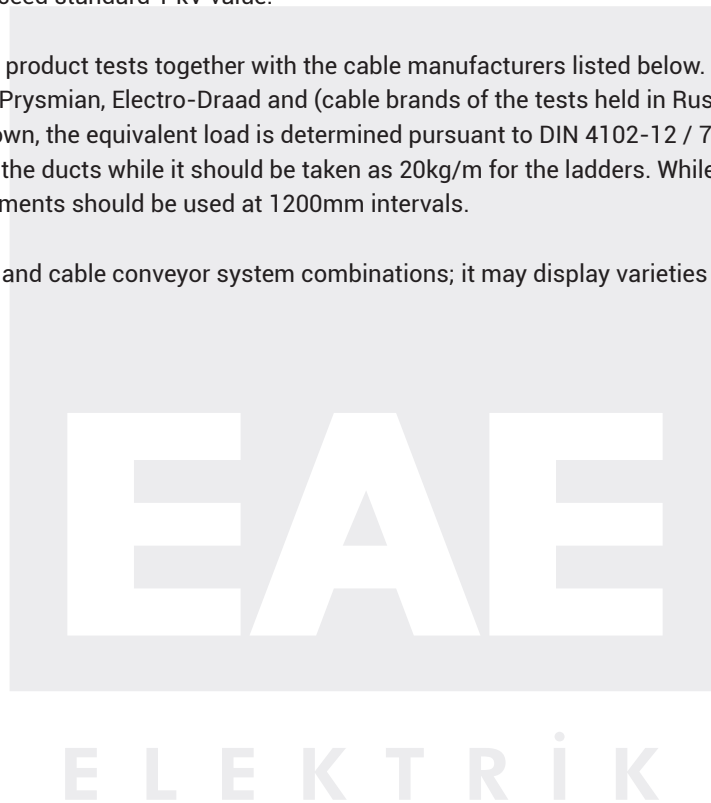 product tests together with the cable manufacturers listed below.
Prysmian, Electro-Draad and (cable brands of the tests held in Rus
own, the equivalent load is determined pursuant to DIN 4102-12 / 7
the ducts while it should be taken as 20kg/m for the ladders. While
ments should be used at 1200mm intervals.
and cable conveyor system combinations; it may display varieties
EAE
ELEKTRİK